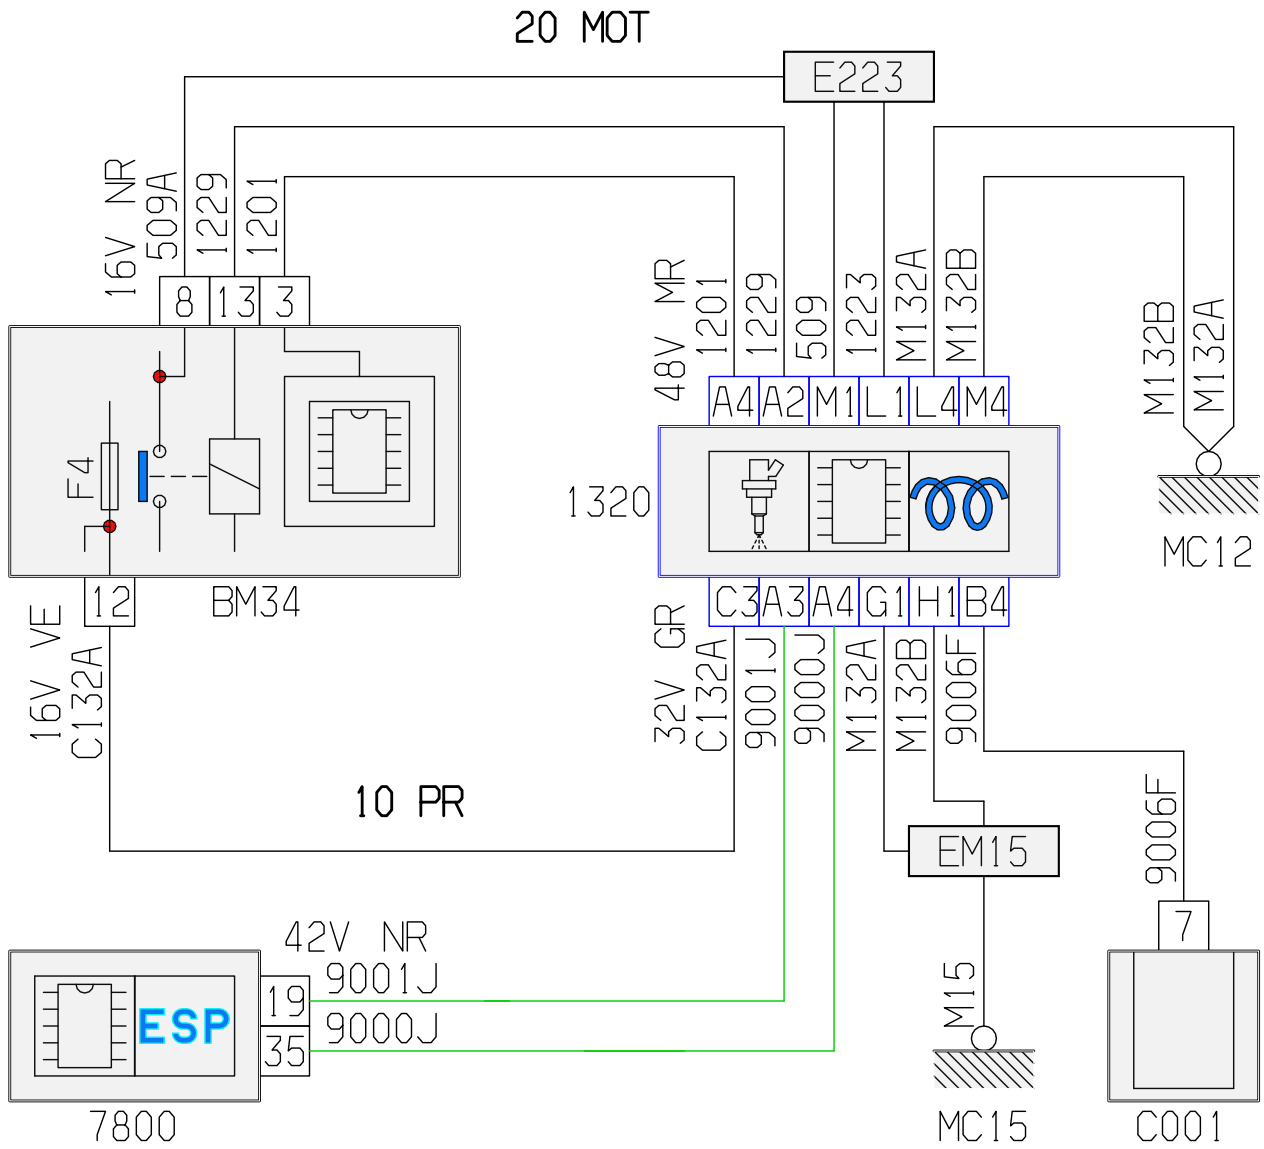 20 MOT
E223
16V NR
509A
1229
1201
8
13
3
48V MR
1201
1229
509
1223
M132A
M132B
M132B
M132A
A4
A2
M1
L1
L4
M4
F4
1320
MC12
12
BM34
C3
A3
A4
G1
H1
B4
16V VE
C132A
32V GR
C132A
9001J
9000J
M132A
M132B
9006F
10 PR
9006F
EM15
42V NR
7
9001J
19
ESP
9000J
35
M15
7800
MC15
C001